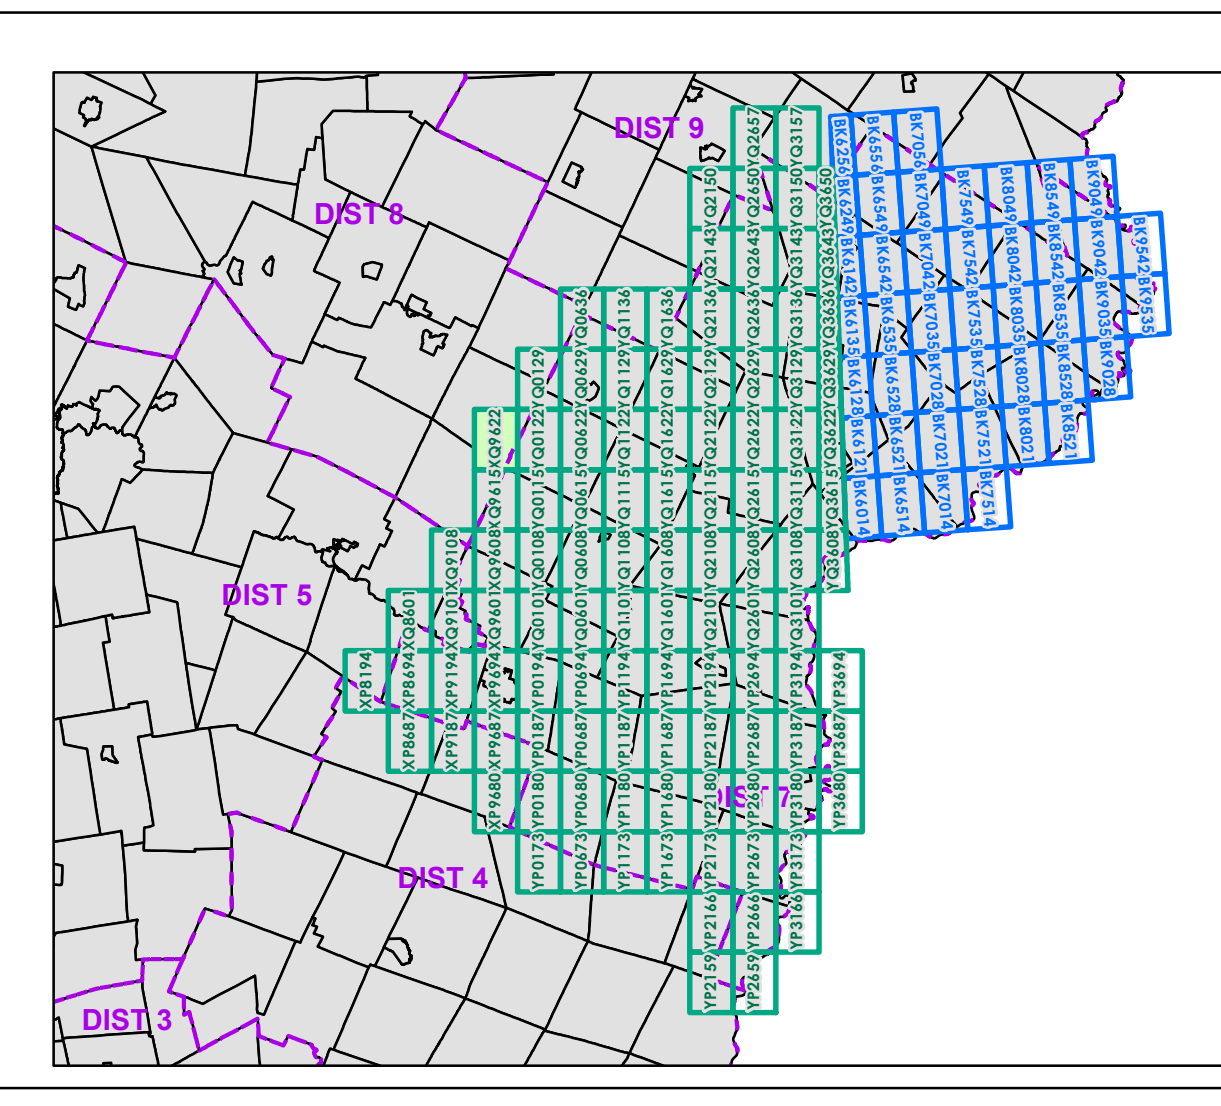 DIST 9
DIST 8
DIST 5
DIST 7
DIST 4
DIST 3
YQ2657 YQ3157
YQ2150 YQ2650 YQ3150 YQ3650
YQ2143 YQ2643 YQ3143 YQ3643
YQ0636 YQ1136 YQ1636 YQ2136 YQ2636 YQ3136 YQ3636
YQ0129 YQ0629 YQ1129 YQ1629 YQ2129 YQ2629 YQ3129 YQ3629
XQ9622 YQ0122 YQ0622 YQ1122 YQ1622 YQ2122 YQ2622 YQ3122 YQ3622
XQ9615 YQ0115 YQ0615 YQ1115 YQ1615 YQ2115 YQ2615 YQ3115 YQ3615
XQ9108 XQ9608 YQ0108 YQ0608 YQ1108 YQ1608 YQ2108 YQ2608 YQ3108 YQ3608
XQ8601 XQ9101 XQ9601 YQ0101 YQ0601 YQ1101 YQ1601 YQ2101 YQ2601 YQ3101
XP8194 XP8694 XP9194 XP9694 YP0194 YP0694 YP1194 YP1694 YP2194 YP2694 YP3194 YP3694
XP8687 XP9187 XP9687 YP0187 YP0687 YP1187 YP1687 YP2187 YP2687 YP3187 YP3687
XP9680 YP0180 YP0680 YP1180 YP1680 YP2180 YP2680 YP3180 YP3680
YP0173 YP0673 YP1173 YP1673 YP2173 YP2673 YP3173
YP2166 YP2666 YP3166
YP2159 YP2659
BK6256 BK6556 BK7056
BK6249 BK6549 BK7049 BK7549 BK8049 BK8549 BK9049
BK6142 BK6542 BK7042 BK7542 BK8042 BK8542 BK9042 BK9542
BK6135 BK6535 BK7035 BK7535 BK8035 BK8535 BK9035 BK9535
BK6128 BK6528 BK7028 BK7528 BK8028 BK8528 BK9028
BK6121 BK6521 BK7021 BK7521 BK8021 BK8521
BK6014 BK6514 BK7014 BK7514